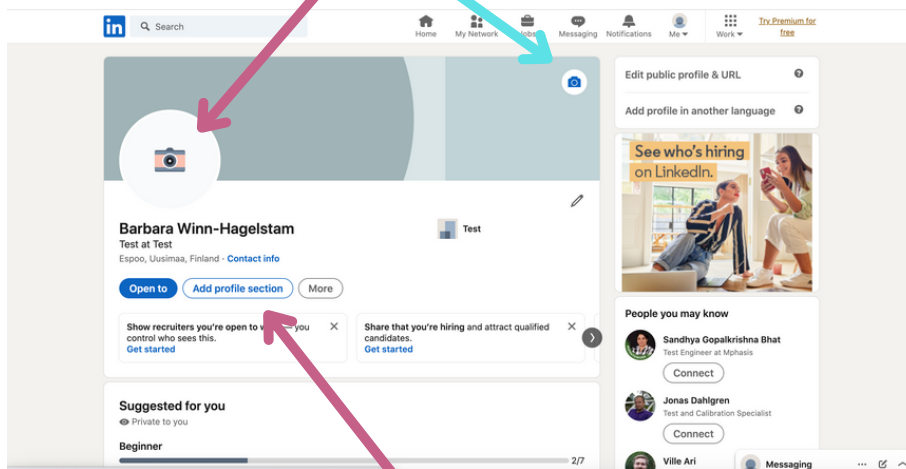 in
Search
Home
My Network
Jobs
Messaging
Notifications
Me
Work
Try Premium for
free
Edit public profile & URL
Add profile in another language
See who's hiring
on LinkedIn.
Barbara Winn-Hagelstam
Test at Test
Espoo, Uusimaa, Finland · Contact info
Test
Open to
Add profile section
More
Show recruiters you're open to you
control who sees this.
Get started
Share that you're hiring and attract qualified
candidates.
Get started
Suggested for you
Private to you
Beginner
2/7
People you may know
Sandhya Gopalkrishna Bhat
Test Engineer at Mphasis
Connect
Jonas Dahlgren
Test and Calibration Specialist
Connect
Ville Ari
Messaging